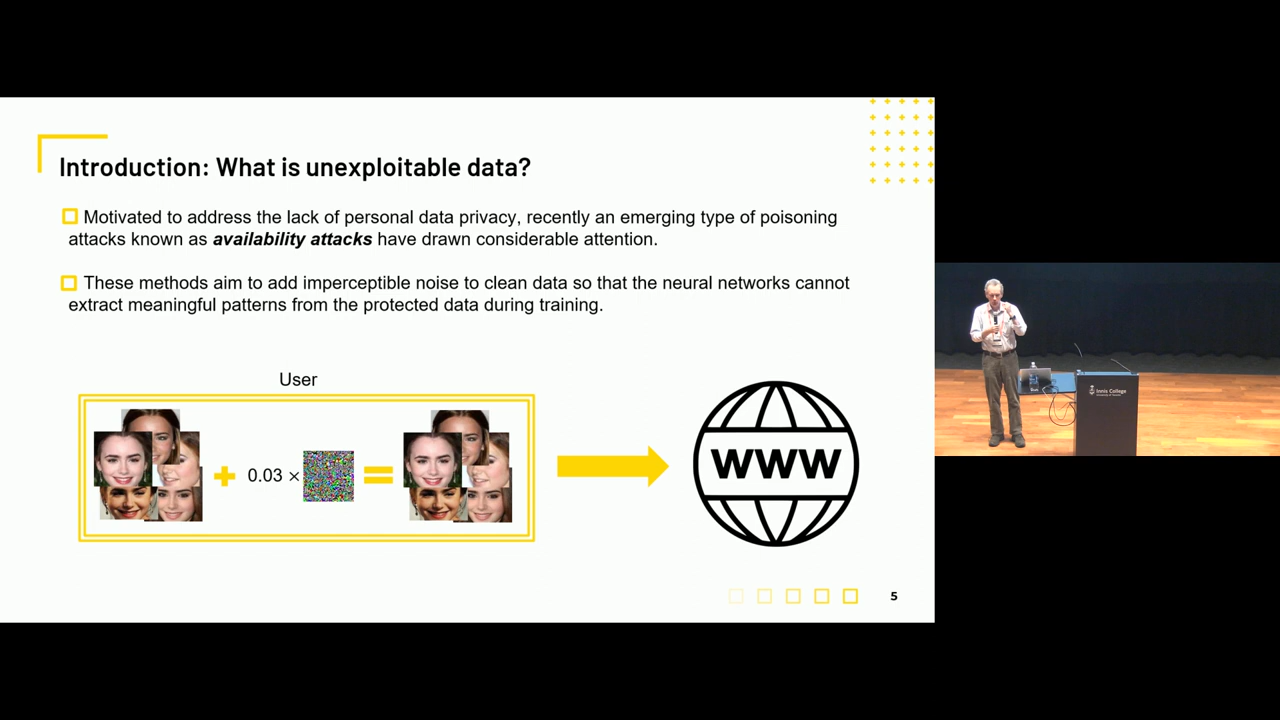 Introduction: What is unexploitable data?
Motivated to address the lack of personal data privacy, recently an emerging type of poisoning
attacks known as availability attacks have drawn considerable attention.
These methods aim to add imperceptible noise to clean data so that the neural networks cannot
extract meaningful patterns from the protected data during training.
User
0.03 ×
WWW
5
Innis College